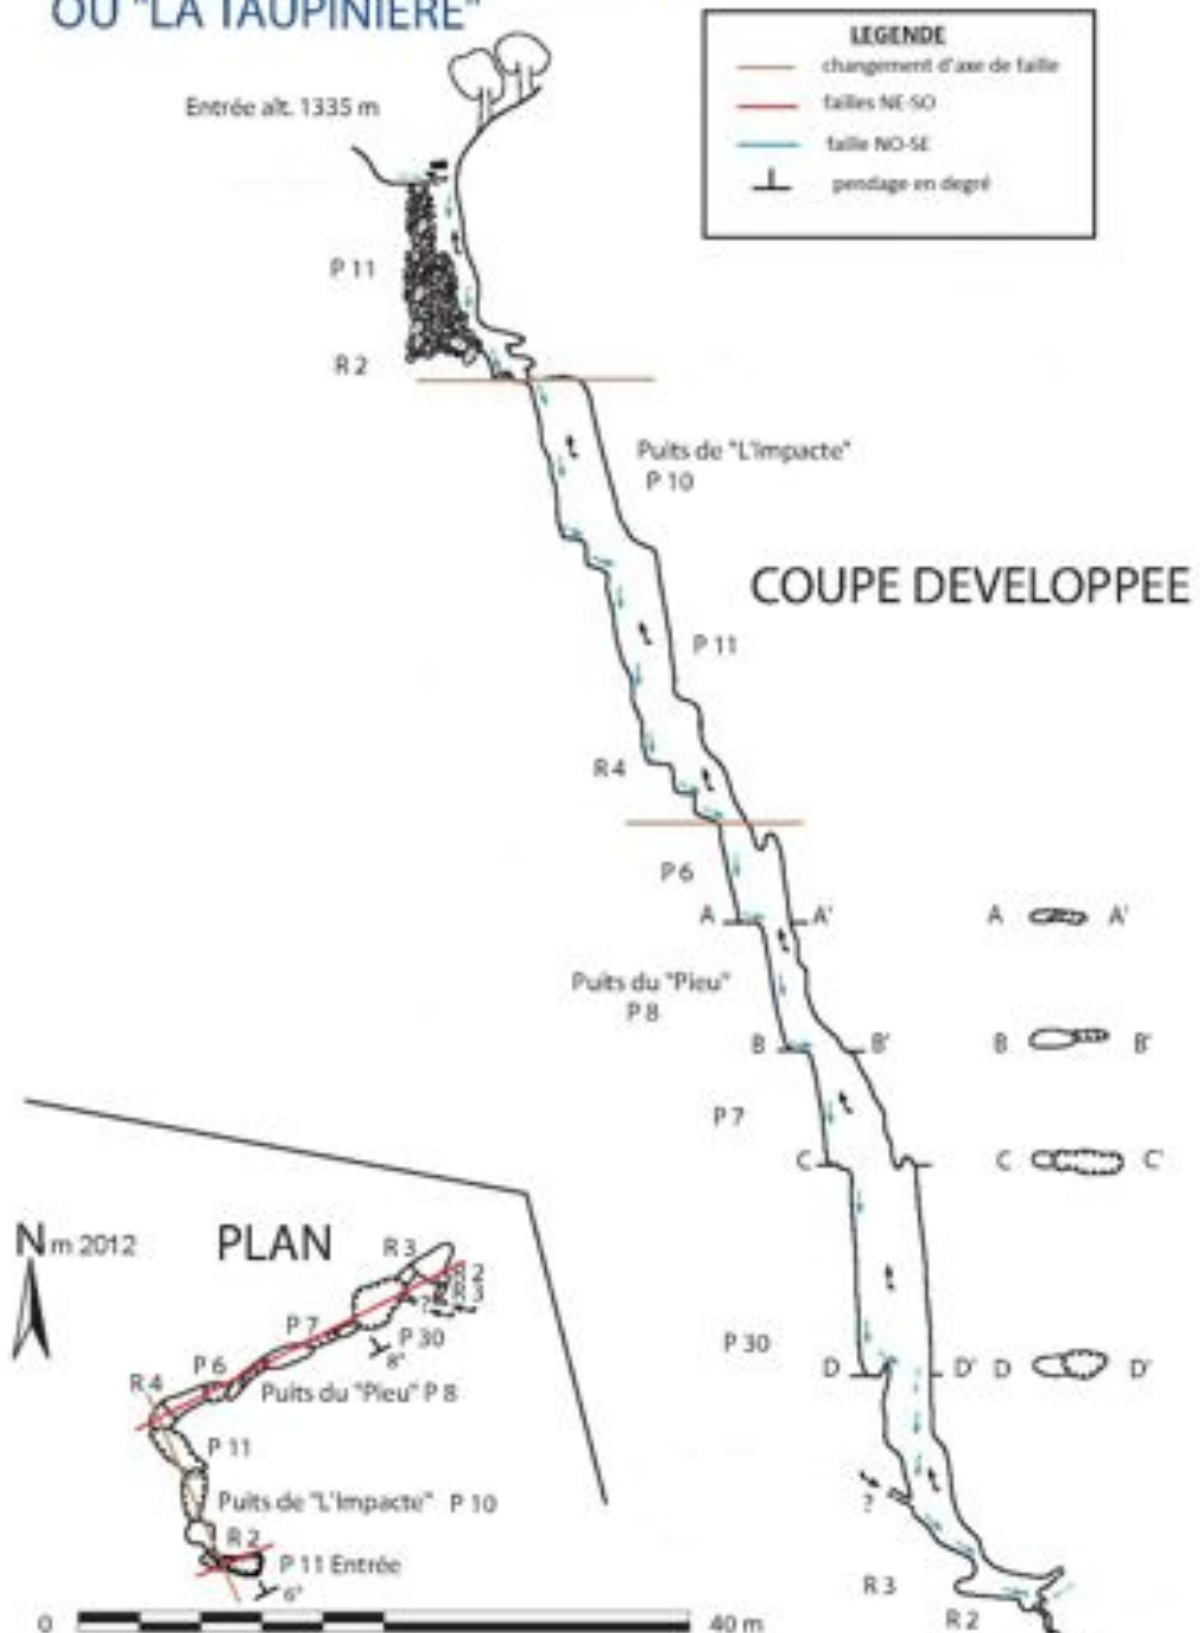 OU "LA TAUPINIERE"
LEGENDE
changement d'axe de faille
failles NE-SO
faille NO-SE
pendage en degré
Entrée alt. 1335 m
P 11
R 2
Puits de "L'Impacte"
P 10
COUPE DEVELOPPEE
P 11
R 4
P 6
A A' A A'
Puits du "Pieu"
P 8
B B' B B'
P 7
C C C'
P 30
D D' D D'
?
R 3
R 2
N m 2012 PLAN
R 3
2
3
?
P 7
P 30
8°
P 6
R 4
Puits du "Pieu" P 8
P 11
Puits de "L'Impacte" P 10
R 2
P 11 Entrée
6°
0 40 m